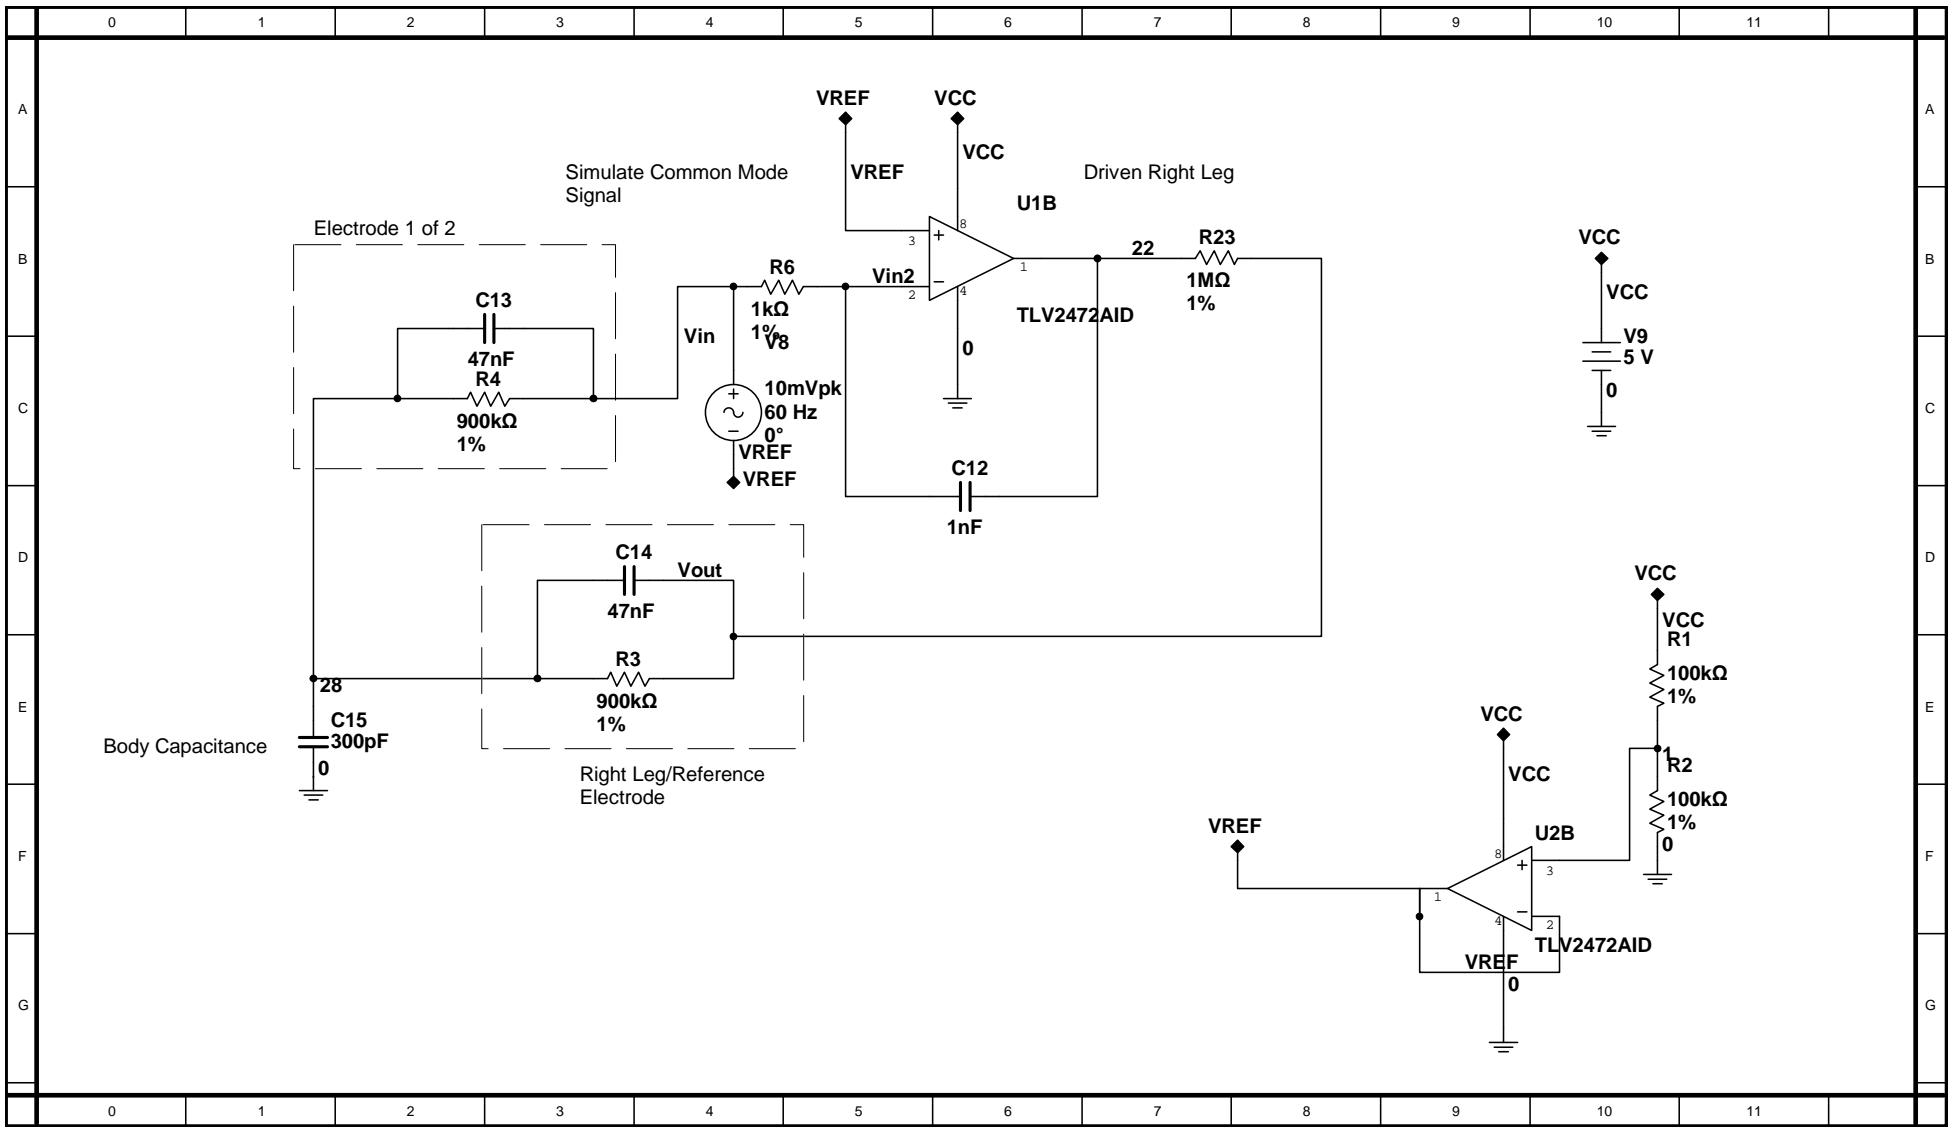 0 1 2 3 4 5 6 7 8 9 10 11
A A
VREF VCC
VCC
VREF
Simulate Common Mode
Signal
Driven Right Leg
U1B
Electrode 1 of 2
B B
8
3
22
R23
1
VCC
R6
Vin2
2
4
1MΩ
1%
VCC
C13
1kΩ
1%
TLV2472AID
Vin
V8
0
V9
5 V
47nF
R4
10mVpk
60 Hz
0°
0
C C
900kΩ
1%
VREF
VREF
C12
1nF
D D
C14
Vout
47nF
VCC
VCC
R1
R3
28
900kΩ
1%
100kΩ
1%
E E
C15
300pF
Body Capacitance
0
VCC
1
R2
VCC
Right Leg/Reference
Electrode
100kΩ
1%
0
VREF
U2B
F F
8
3
1
4
2
TLV2472AID
VREF
0
G G
0 1 2 3 4 5 6 7 8 9 10 11